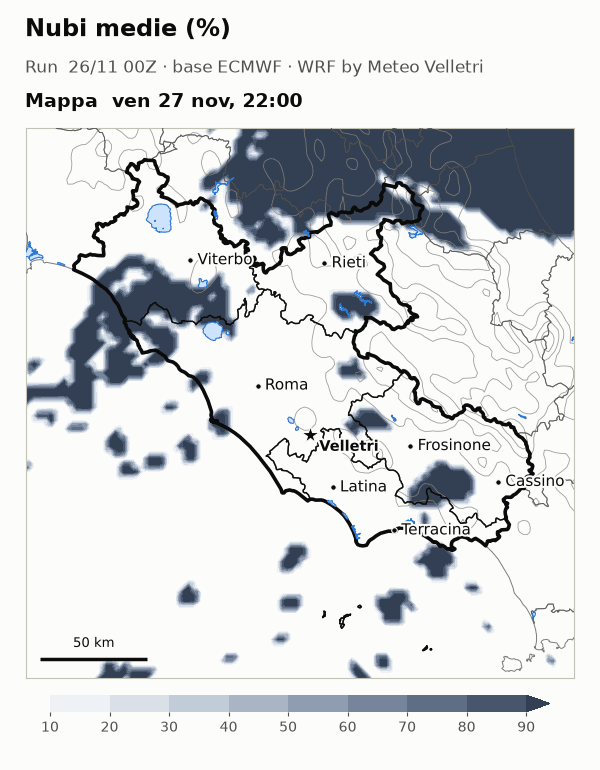 Nubi medie (%)
Run  26/11 00Z · base ECMWF · WRF by Meteo Velletri
Mappa  ven 27 nov, 22:00
Viterbo
Rieti
Roma
Velletri
Frosinone
Latina
Cassino
Terracina
50 km
10 20 30 40 50 60 70 80 90